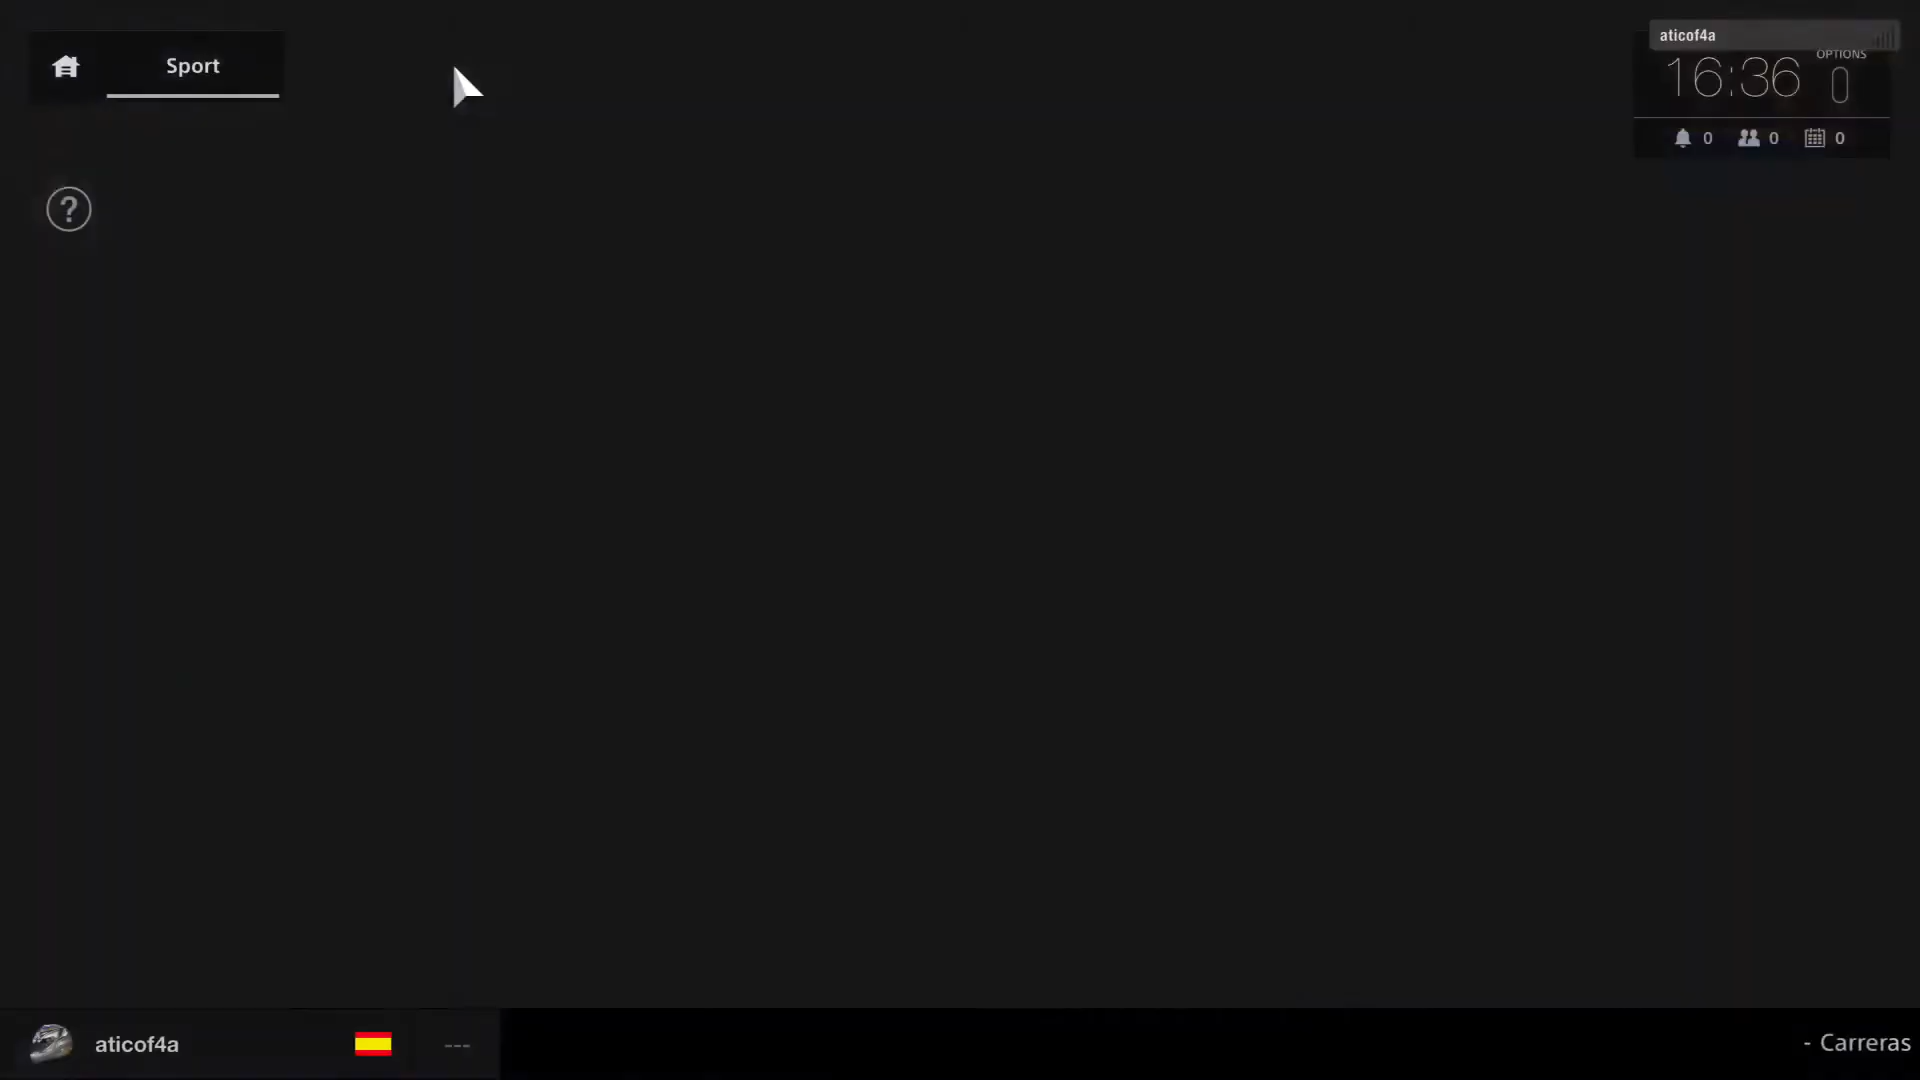 Sport
aticof4a
OPTIONS
16:36
0 0 0
?
aticof4a
---
- Carreras